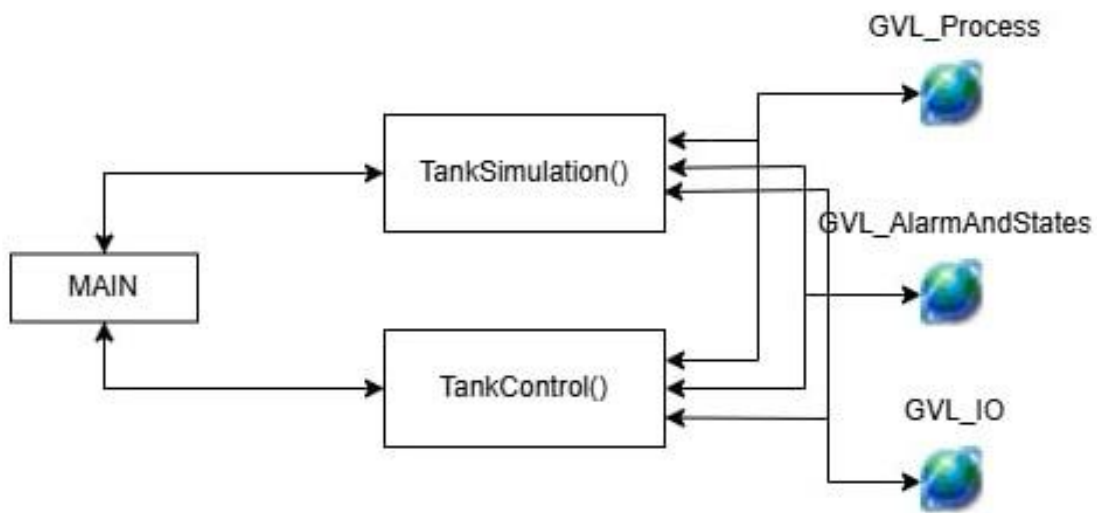 GVL_Process
TankSimulation()
GVL_AlarmAndStates
MAIN
TankControl()
GVL_IO